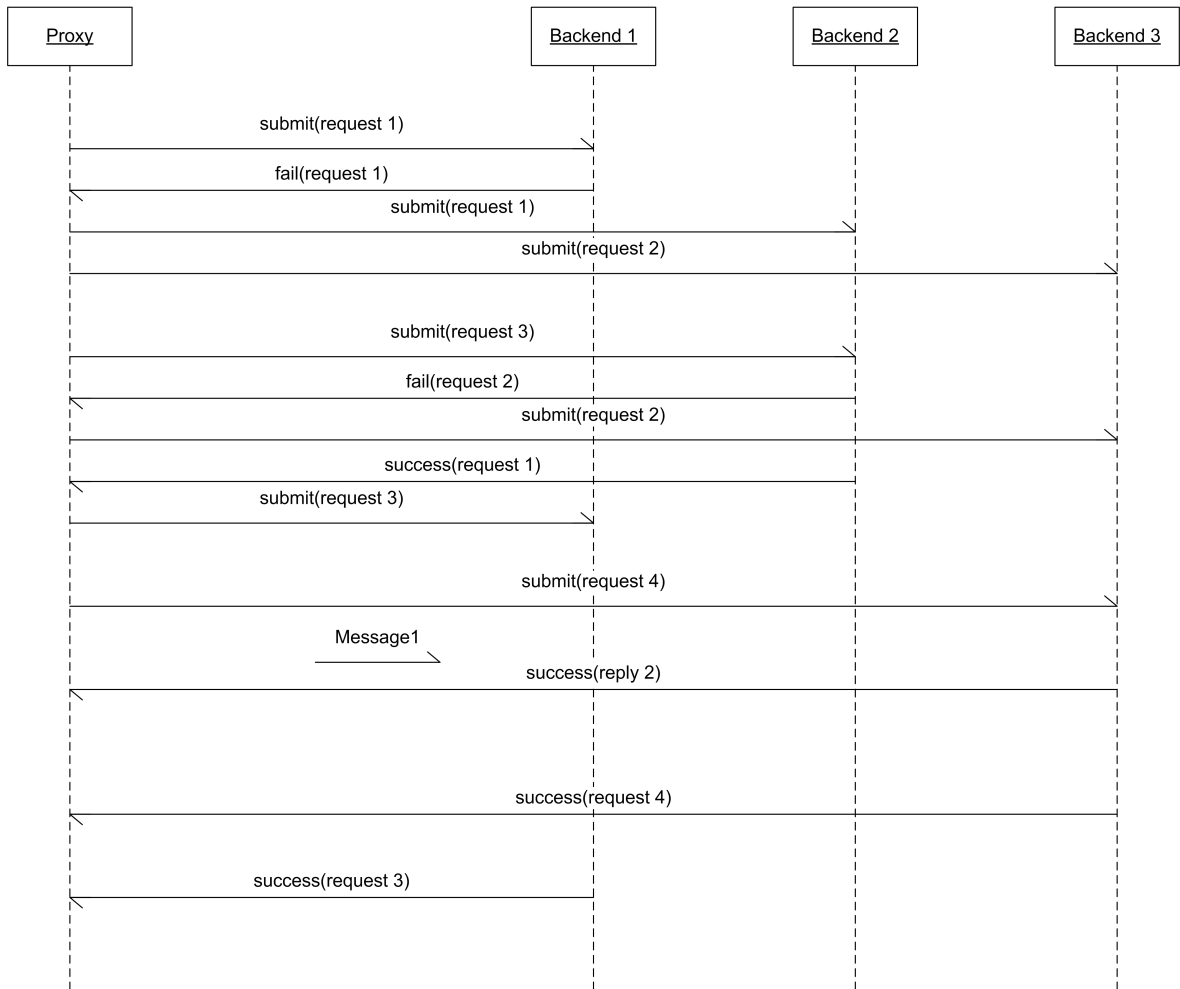 Proxy
Backend 1
Backend 2
Backend 3
submit(request 1)
fail(request 1)
submit(request 1)
submit(request 2)
submit(request 3)
fail(request 2)
submit(request 2)
success(request 1)
submit(request 3)
submit(request 4)
Message1
success(reply 2)
success(request 4)
success(request 3)